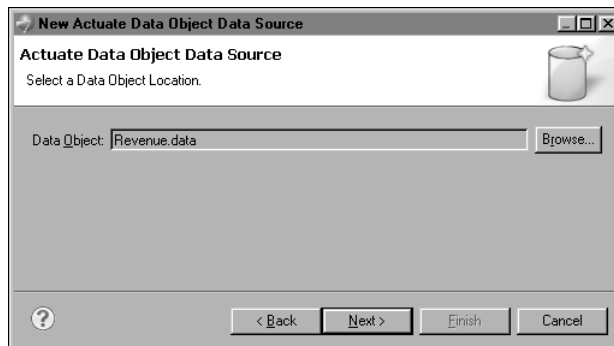 New Actuate Data Object Data Source
Actuate Data Object Data Source
Select a Data Object Location.
Data Object: Revenue.data Browse...
? < Back Next > Finish Cancel